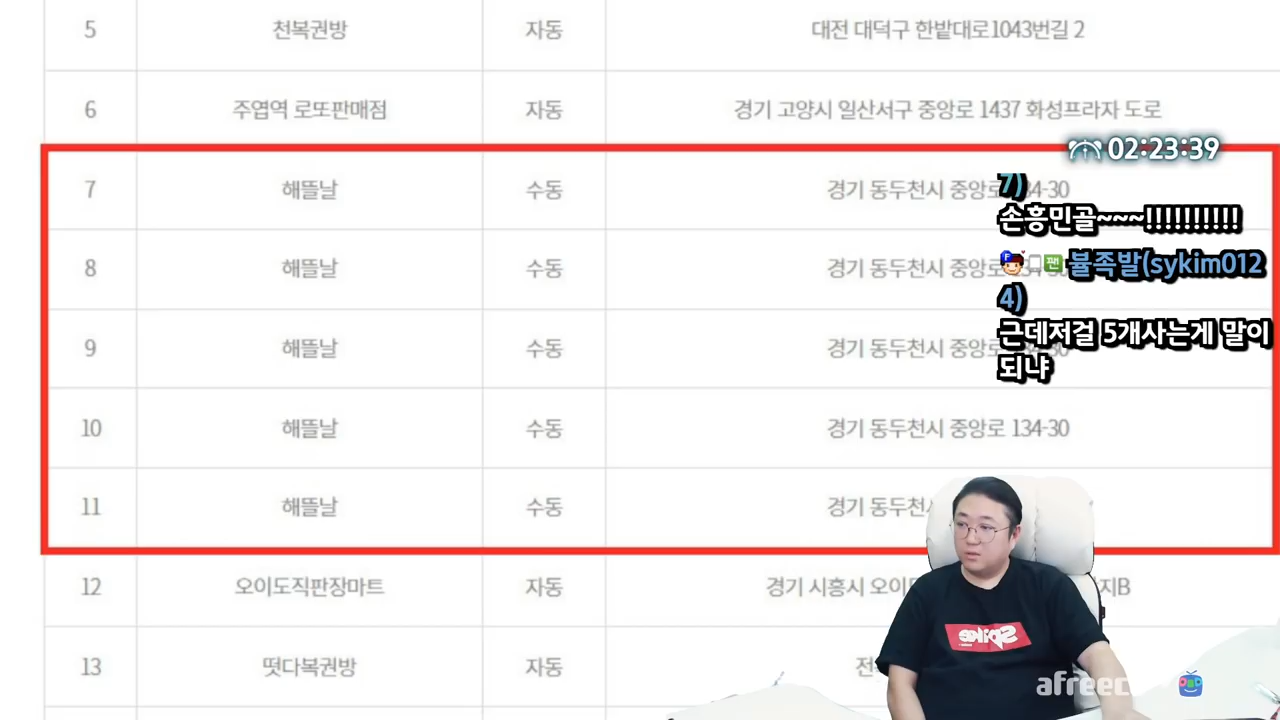 5 천복권방 자동 대전 대덕구 한밭대로1043번길 2
6 주엽역 로또판매점 자동 경기 고양시 일산서구 중앙로 1437 화성프라자 도로
02:23:39
7 해뜰날 수동 경기 동두천시 중앙로 34-30
7)
손흥민골~~~!!!!!!!!!!
8 해뜰날 수동 경기 동두천시 중앙
F 팬 뷸족발(sykim012
4)
9 해뜰날 수동 경기 동두천시 중앙
근데저걸 5개사는게 말이
되냐
10 해뜰날 수동 경기 동두천시 중앙로 134-30
11 해뜰날 수동 경기 동두천
12 오이도직판장마트 자동 경기 시흥시 오이 지B
13 떳다복권방 자동
Spike
afreec